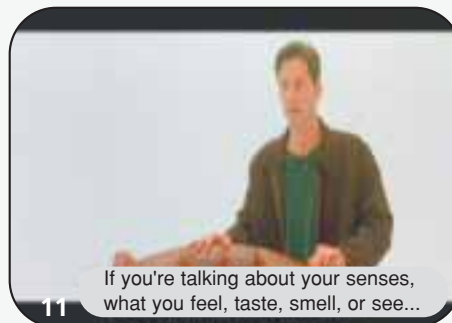 If you're talking about your senses,
what you feel, taste, smell, or see...
11